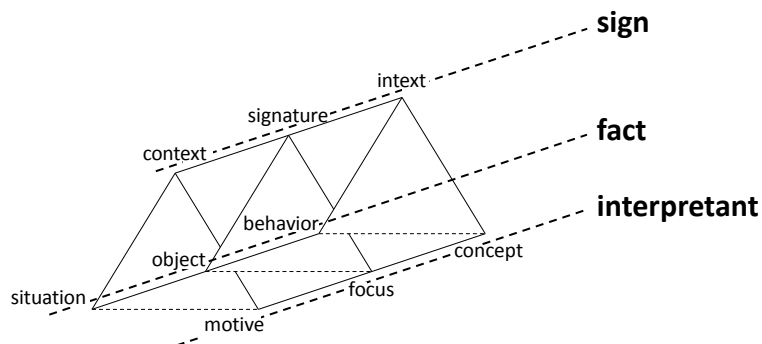 sign
intext
signature
fact
context
behavior
interpretant
object
concept
situation
focus
motive